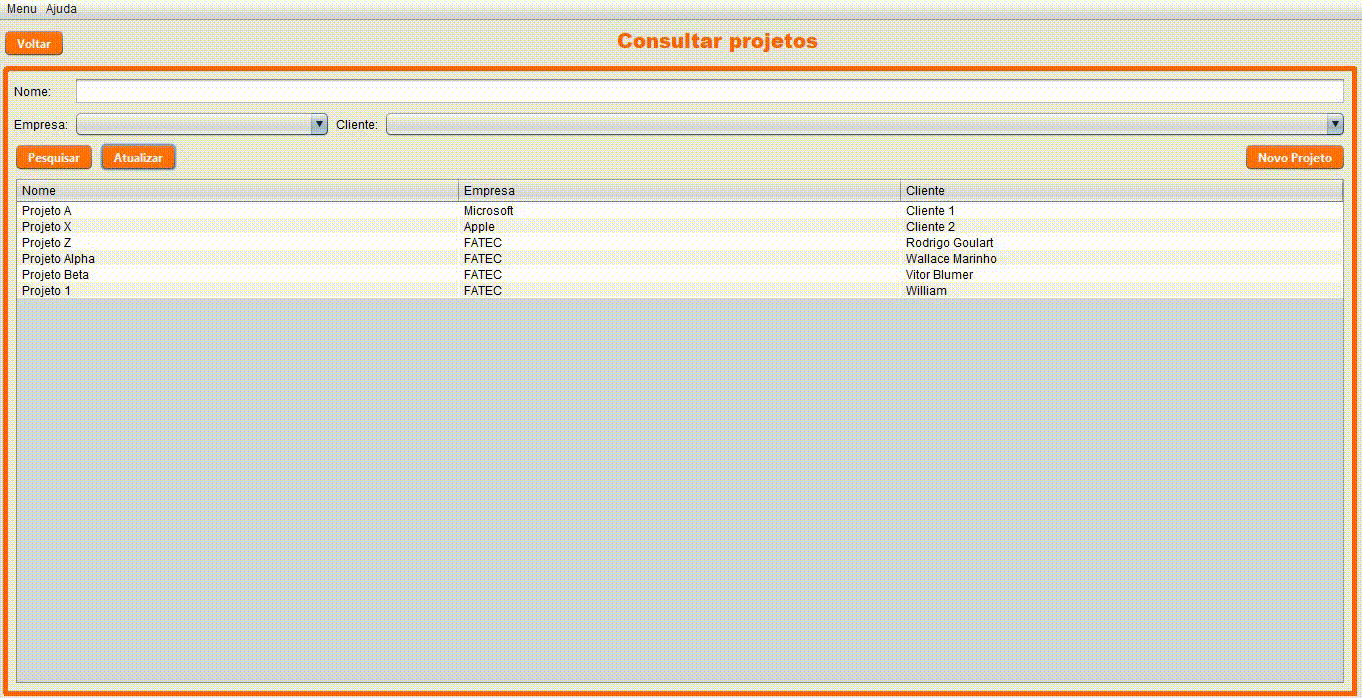 Menu Ajuda
Voltar Consultar projetos
Nome:
Empresa: Cliente:
Pesquisar Atualizar Novo Projeto
Nome Empresa Cliente
Projeto A Microsoft Cliente 1
Projeto X Apple Cliente 2
Projeto Z FATEC Rodrigo Goulart
Projeto Alpha FATEC Wallace Marinho
Projeto Beta FATEC Vitor Blumer
Projeto 1 FATEC William